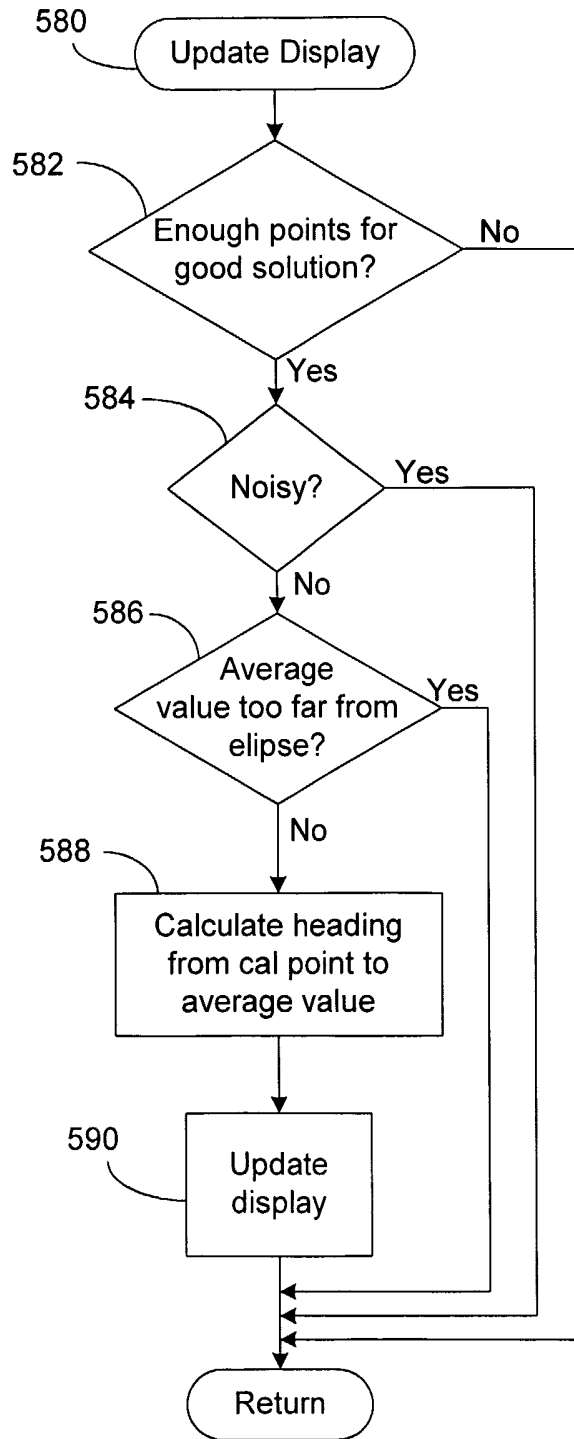 580
Update Display
582
Enough points for
good solution?
No
Yes
584
Noisy?
Yes
No
586
Average
value too far from
elipse?
Yes
No
588
Calculate heading
from cal point to
average value
590
Update
display
Return